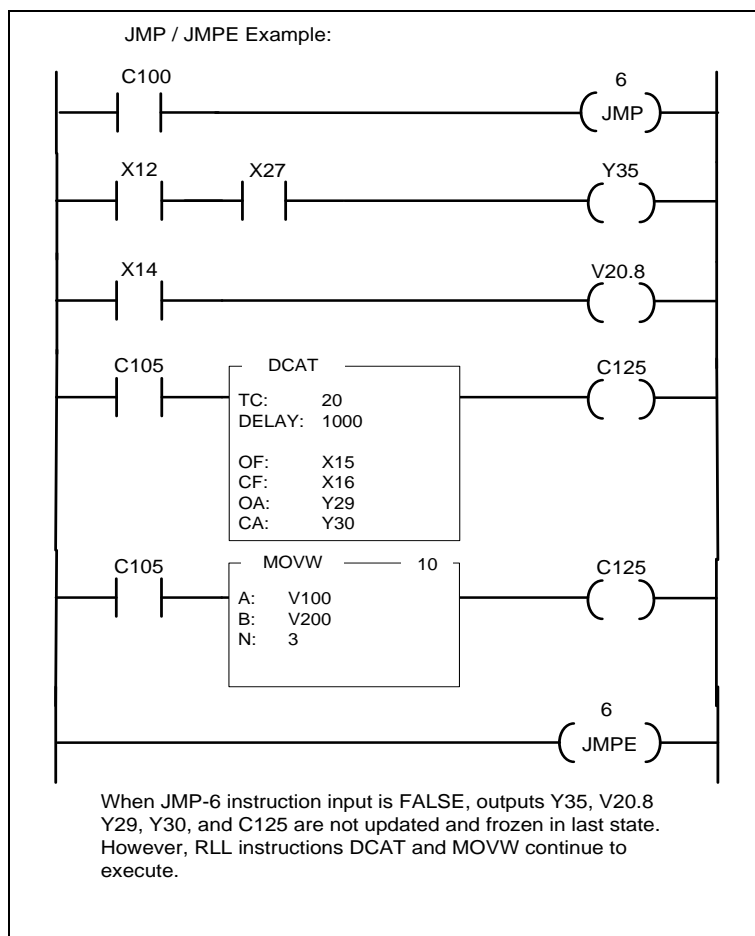 JMP / JMPE Example:
C100
6
JMP
X12 X27 Y35
X14 V20.8
C105 DCAT C125
TC: 20
DELAY: 1000
OF: X15
CF: X16
OA: Y29
CA: Y30
C105 MOVW 10 C125
A: V100
B: V200
N: 3
6
JMPE
When JMP-6 instruction input is FALSE, outputs Y35, V20.8
Y29, Y30, and C125 are not updated and frozen in last state.
However, RLL instructions DCAT and MOVW continue to
execute.